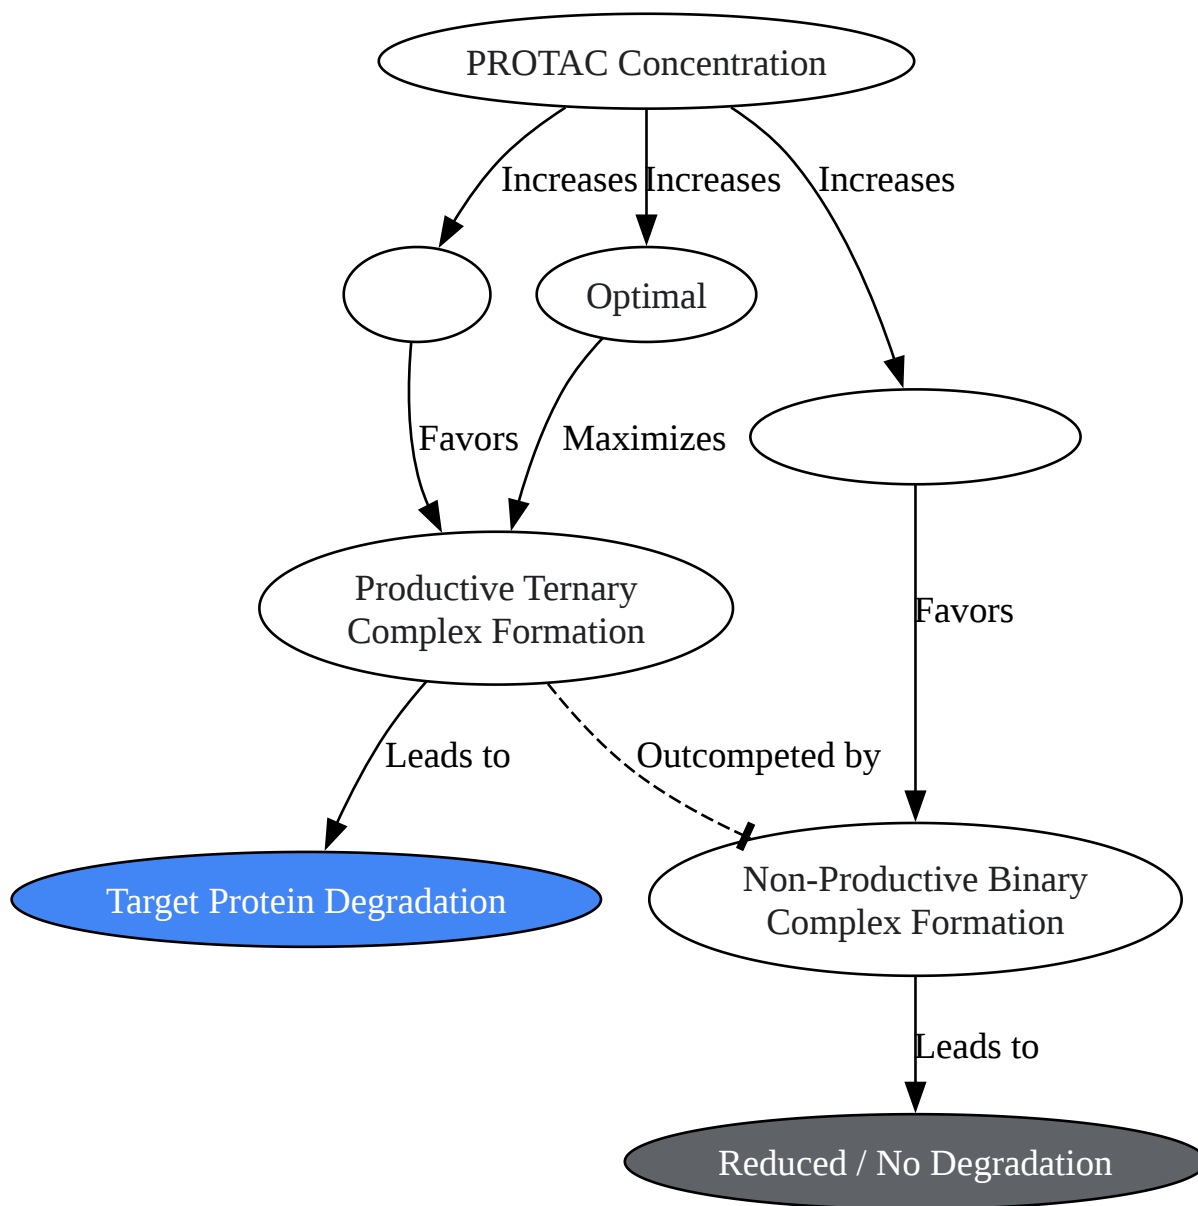 PROTAC Concentration
Increases
Increases
Increases
Optimal
Favors
Maximizes
Productive Ternary
Complex Formation
Favors
Leads to
Outcompeted by
Target Protein Degradation
Non-Productive Binary
Complex Formation
Leads to
Reduced / No Degradation